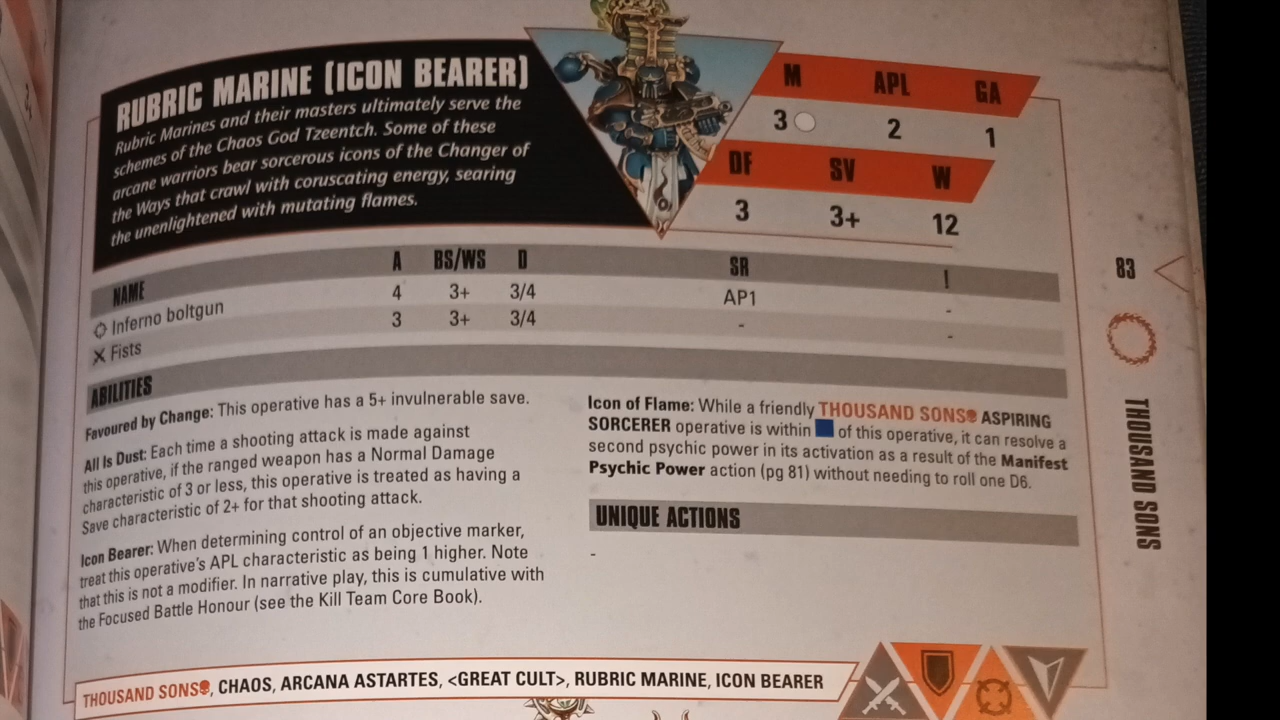 RUBRIC MARINE (ICON BEARER)
Rubric Marines and their masters ultimately serve the
schemes of the Chaos God Tzeentch. Some of these
arcane warriors bear sorcerous icons of the Changer of
the Ways that crawl with coruscating energy, searing
the unenlightened with mutating flames.
M APL GA
3 2 1
DF SV W
3 3+ 12
NAME A BS/WS D SR !
Inferno boltgun 4 3+ 3/4 AP1 -
Fists 3 3+ 3/4 - -
ABILITIES
Favoured by Change: This operative has a 5+ invulnerable save.
All Is Dust: Each time a shooting attack is made against
this operative, if the ranged weapon has a Normal Damage
characteristic of 3 or less, this operative is treated as having a
Save characteristic of 2+ for that shooting attack.
Icon Bearer: When determining control of an objective marker,
treat this operative's APL characteristic as being 1 higher. Note
that this is not a modifier. In narrative play, this is cumulative with
the Focused Battle Honour (see the Kill Team Core Book).
Icon of Flame: While a friendly THOUSAND SONS ASPIRING
SORCERER operative is within of this operative, it can resolve a
second psychic power in its activation as a result of the Manifest
Psychic Power action (pg 81) without needing to roll one D6.
UNIQUE ACTIONS
-
THOUSAND SONS, CHAOS, ARCANA ASTARTES, <GREAT CULT>, RUBRIC MARINE, ICON BEARER
83
THOUSAND SONS